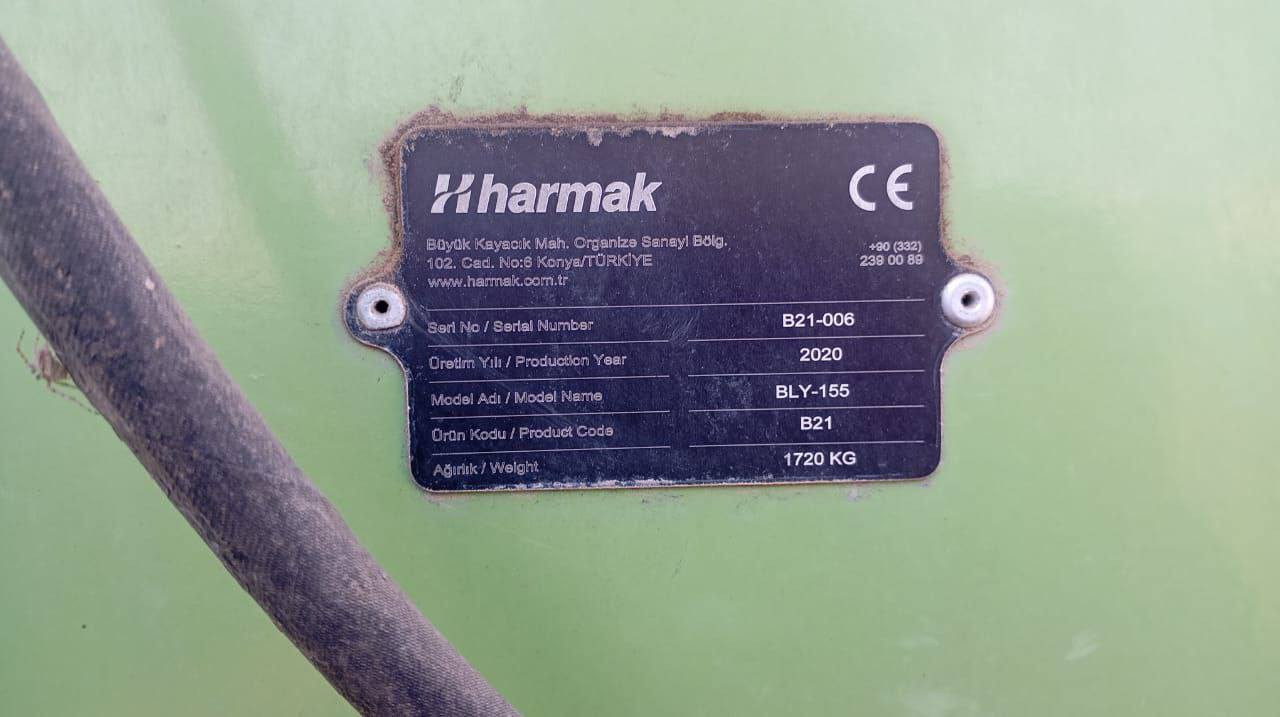 harmak
CE
Büyük Kayacık Mah. Organize Sanayi Bölg.
102. Cad. No:6 Konya/TÜRKİYE
www.harmak.com.tr
+90 (332)
239 00 89
Seri No / Serial Number B21-006
Üretim Yılı / Production Year 2020
Model Adı / Model Name BLY-155
Ürün Kodu / Product Code B21
Ağırlık / Weight 1720 KG